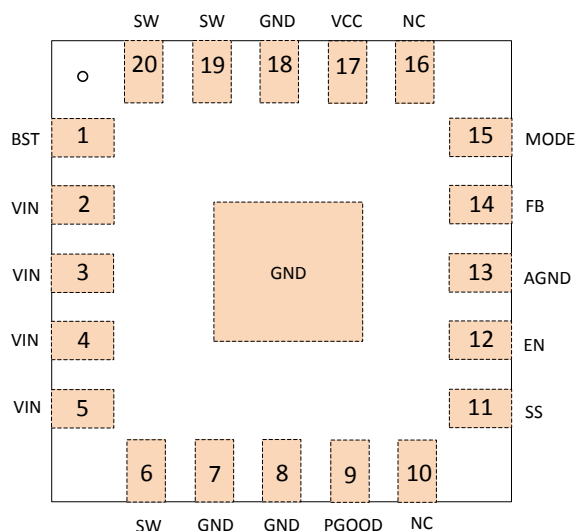 SW SW GND VCC NC
20 19 18 17 16
BST 1 15 MODE
VIN 2 14 FB
VIN 3 GND 13 AGND
VIN 4 12 EN
VIN 5 11 SS
6 7 8 9 10
SW GND GND PGOOD NC